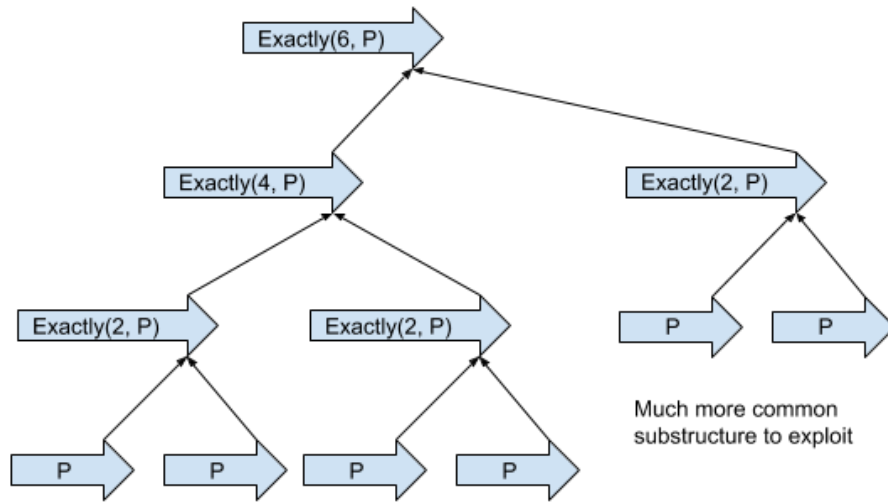 Exactly(6, P)
Exactly(4, P)
Exactly(2, P)
Exactly(2, P)
Exactly(2, P)
P
P
Much more common
substructure to exploit
P
P
P
P